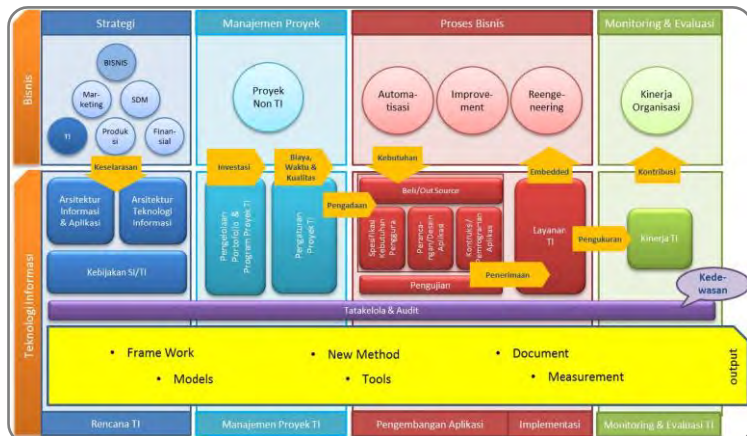 Strategi
Manajemen Proyek
Proses Bisnis
Monitoring & Evaluasi
Bisnis
BISNIS
Mar-
keting
SDM
TI
Produk
si
Finan-
sial
Proyek
Non TI
Automa-
tisasi
Improve-
ment
Reenge-
neering
Kinerja
Organisasi
Keselarasan
Investasi
Biaya,
Waktu &
Kualitas
Kebutuhan
Embedded
Kontribusi
Teknologi Informasi
Arsitektur
Informasi
& Aplikasi
Arsitektur
Teknologi
Informasi
Kebijakan SI/TI
Pengelolaan
Portofolio &
Program Proyek TI
Pengaturan
Proyek TI
Pengadaan
Beli/Out Source
Spesifikasi
Kebutuhan
Penggura
Peranca-
ngan/Desain
Aplikasi
Kontruksi/
Pemrograman
Aplikasi
Pengujian
Penerimaan
Layanan
TI
Pengukuran
Kinerja TI
Kede-
wasan
Tatakelola & Audit
• Frame Work
• New Method
• Document
• Models
• Tools
• Measurement
output
Rencana TI
Manajemen Proyek TI
Pengembangan Aplikasi
Implementasi
Monitoring & Evaluasi TI